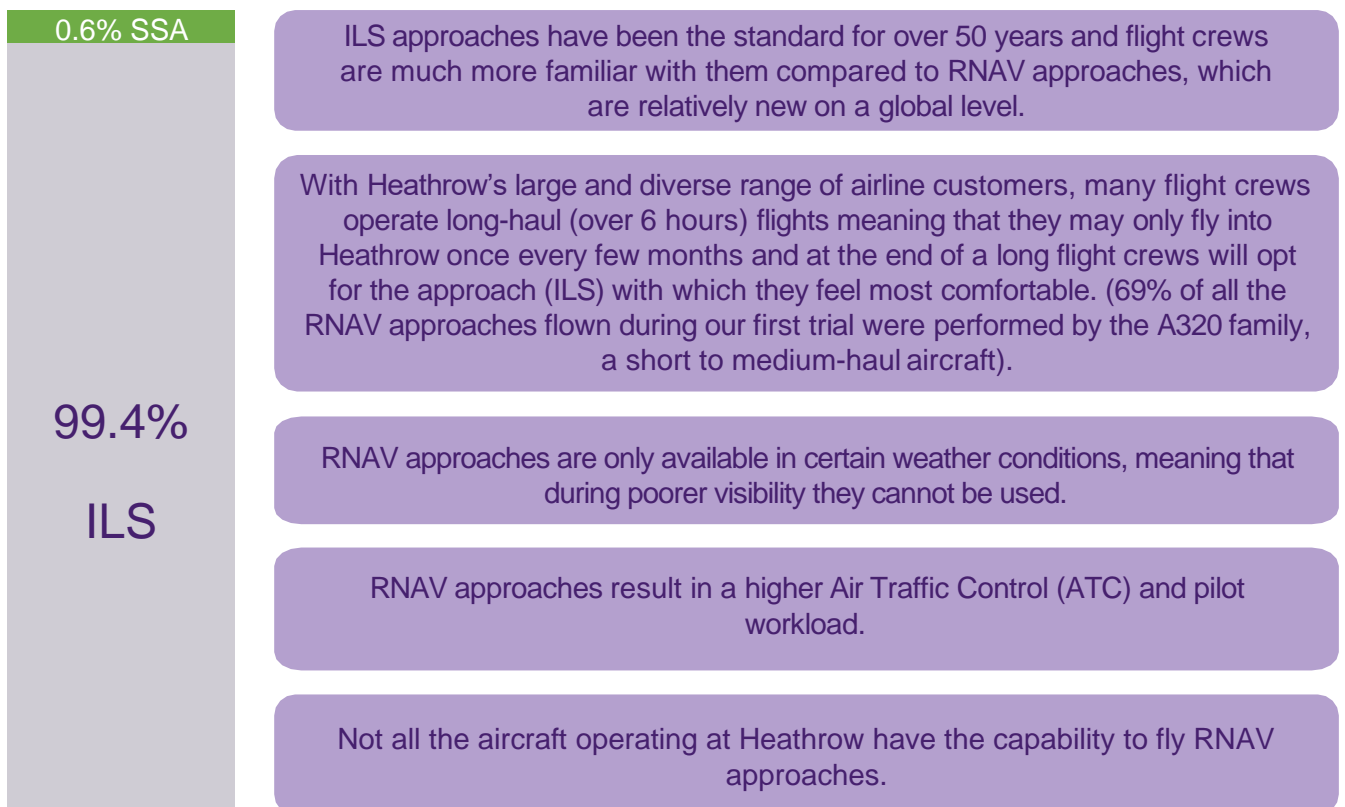 0.6% SSA
99.4%
ILS
ILS approaches have been the standard for over 50 years and flight crews
are much more familiar with them compared to RNAV approaches, which
are relatively new on a global level.
With Heathrow’s large and diverse range of airline customers, many flight crews
operate long-haul (over 6 hours) flights meaning that they may only fly into
Heathrow once every few months and at the end of a long flight crews will opt
for the approach (ILS) with which they feel most comfortable. (69% of all the
RNAV approaches flown during our first trial were performed by the A320 family,
a short to medium-haul aircraft).
RNAV approaches are only available in certain weather conditions, meaning that
during poorer visibility they cannot be used.
RNAV approaches result in a higher Air Traffic Control (ATC) and pilot
workload.
Not all the aircraft operating at Heathrow have the capability to fly RNAV
approaches.